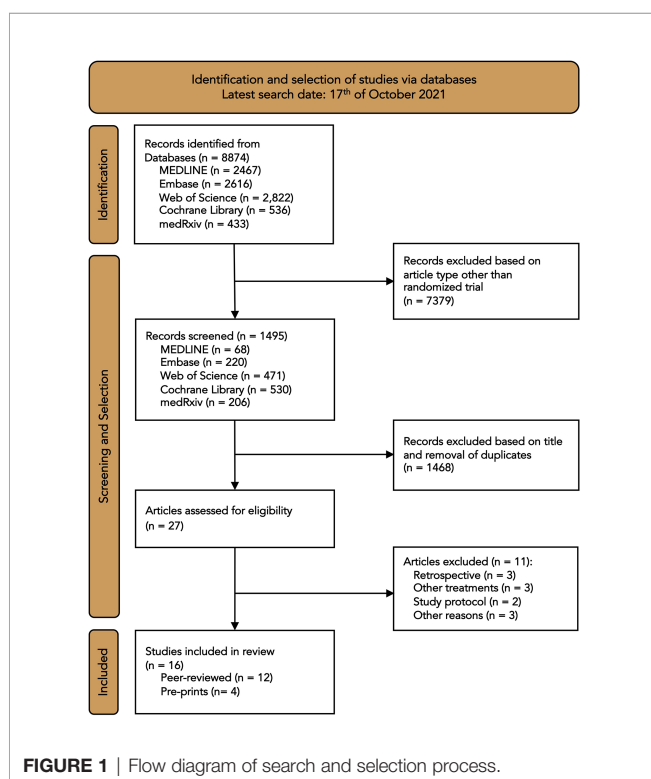 Identification and selection of studies via databases
Latest search date: 17th of October 2021
Identification
Records identified from
Databases (n = 8874)
MEDLINE (n = 2467)
Embase (n = 2616)
Web of Science (n = 2,822)
Cochrane Library (n = 536)
medRxiv (n = 433)
Records excluded based on
article type other than
randomized trial
(n = 7379)
Screening and Selection
Records screened (n = 1495)
MEDLINE (n = 68)
Embase (n = 220)
Web of Science (n = 471)
Cochrane Library (n = 530)
medRxiv (n = 206)
Records excluded based on title
and removal of duplicates
(n = 1468)
Articles assessed for eligibility
(n = 27)
Articles excluded (n = 11):
Retrospective (n = 3)
Other treatments (n = 3)
Study protocol (n = 2)
Other reasons (n = 3)
Included
Studies included in review
(n = 16)
Peer-reviewed (n = 12)
Pre-prints (n= 4)
FIGURE 1 | Flow diagram of search and selection process.